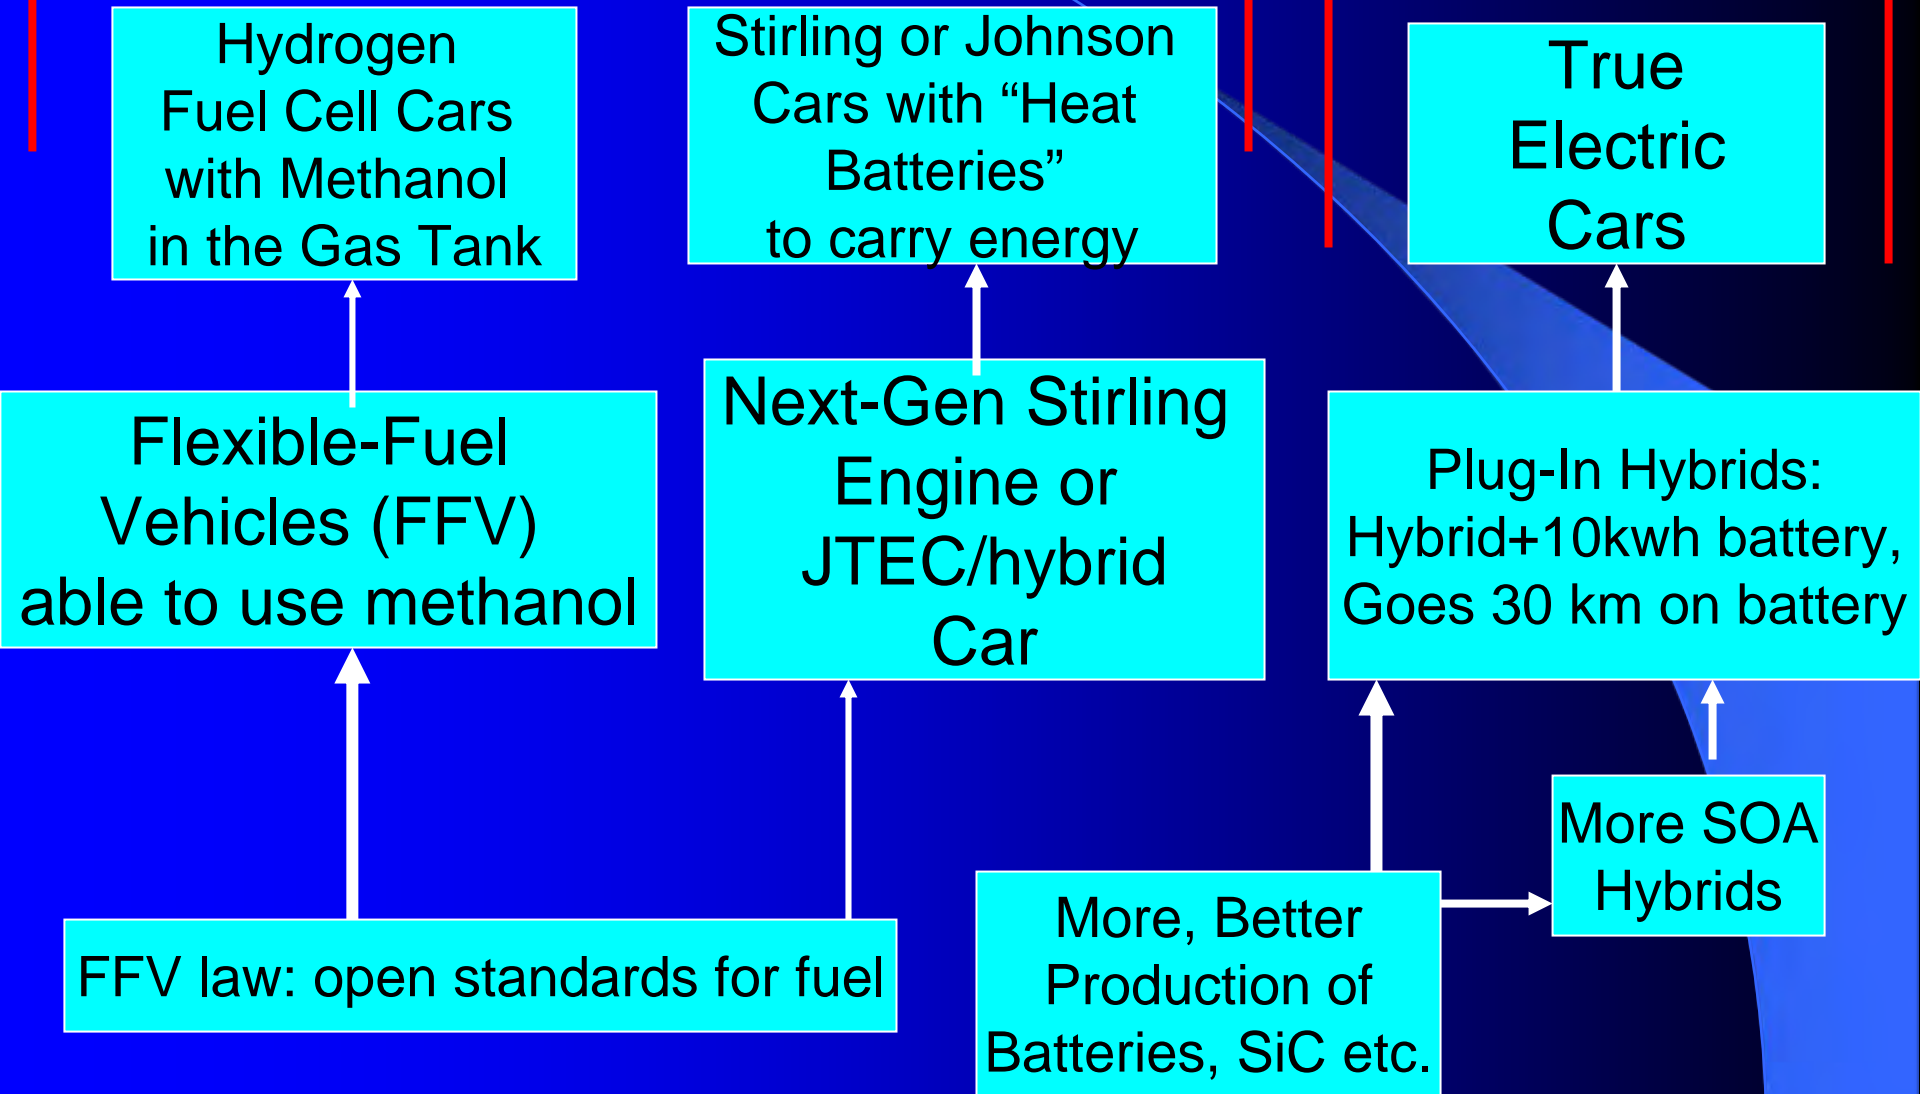 Hydrogen
Fuel Cell Cars
with Methanol
in the Gas Tank
Stirling or Johnson
Cars with “Heat
Batteries”
to carry energy
True
Electric
Cars
Flexible-Fuel
Vehicles (FFV)
able to use methanol
Next-Gen Stirling
Engine or
JTEC/hybrid
Car
Plug-In Hybrids:
Hybrid+10kwh battery,
Goes 30 km on battery
More SOA
Hybrids
FFV law: open standards for fuel
More, Better
Production of
Batteries, SiC etc.